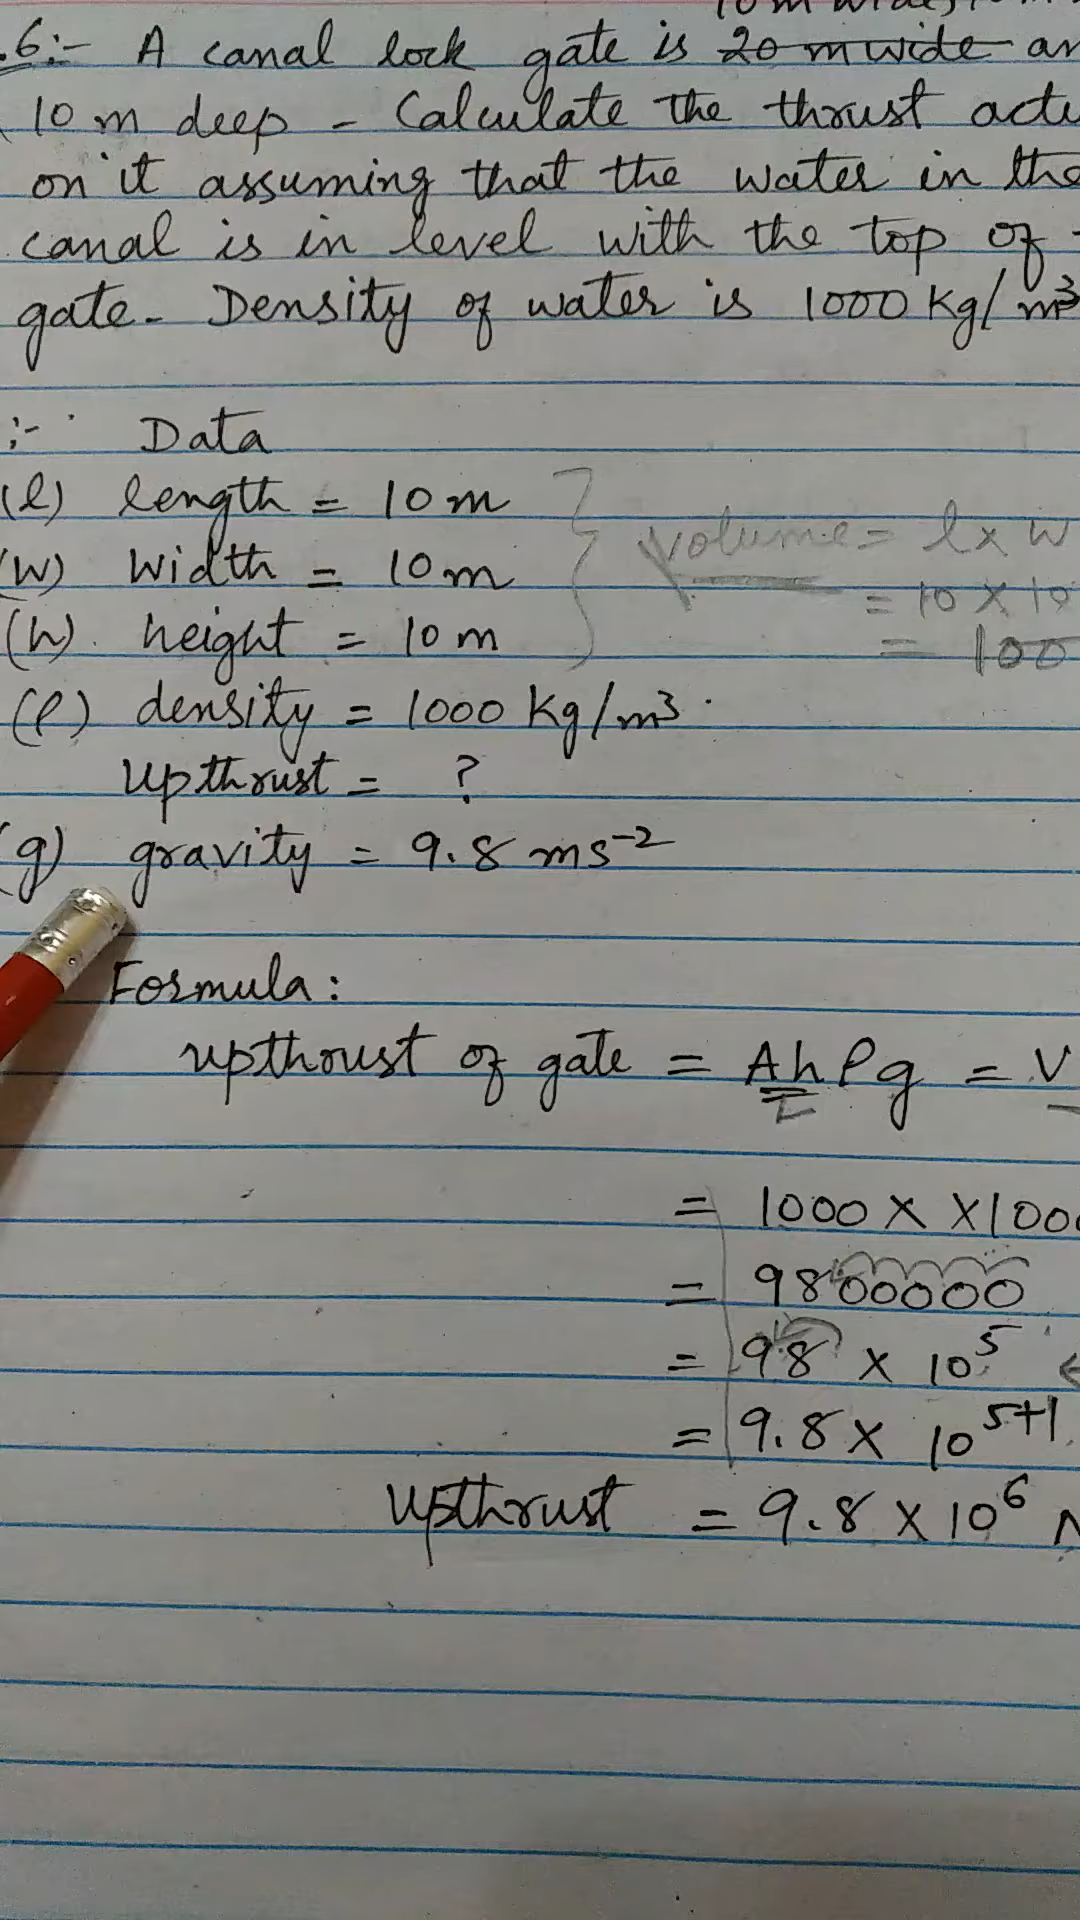 10 m wide,
.6:- A canal lock gate is 20 m wide an
10 m deep - Calculate the thrust actu
on it assuming that the water in the
canal is in level with the top of
gate- Density of water is 1000 Kg/m³
:- Data
(l) length = 10 m
(W) Width = 10 m
(h) height = 10 m
volume = l x w
= 10 x 10
= 100
(ρ) density = 1000 Kg/m³.
Upthrust = ?
(g) gravity = 9.8 ms⁻²
Formula:
upthrust of gate = Ahρg = V
= 1000 x x 1000
= 9800000
= 98 x 10⁵
= 9.8 x 10⁵⁺¹
Upthrust = 9.8 x 10⁶ N